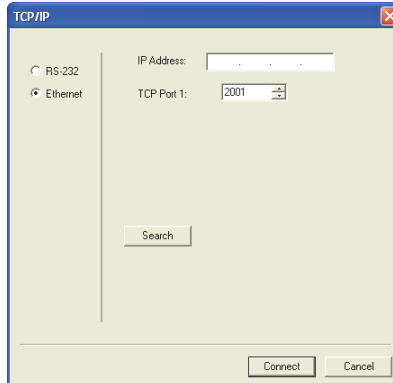 TCP/IP
RS-232
Ethernet
IP Address: . . .
TCP Port 1: 2001
Search
Connect Cancel